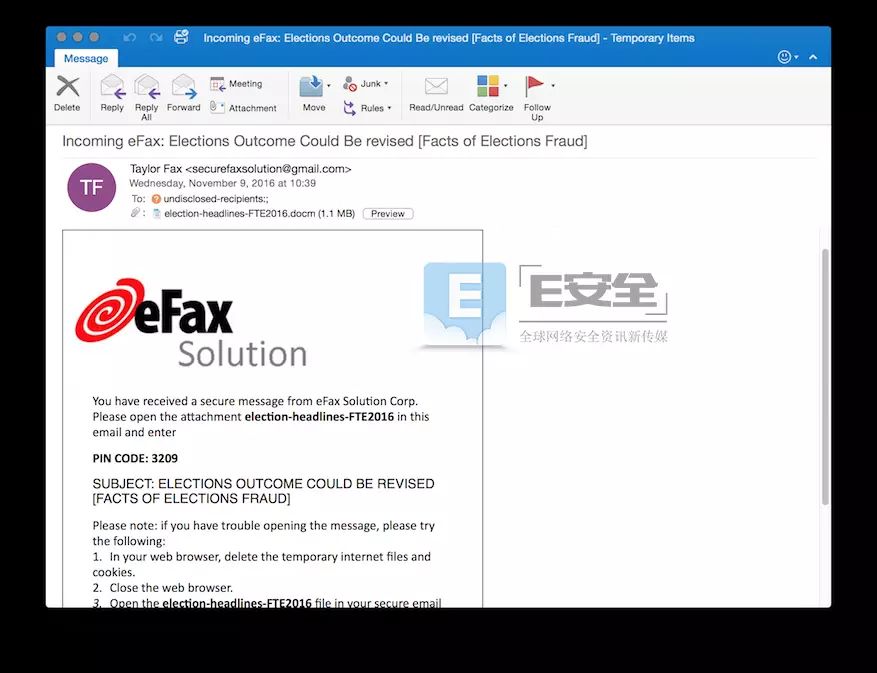 Incoming eFax: Elections Outcome Could Be revised [Facts of Elections Fraud] - Temporary Items
Message
Delete
Reply
Reply All
Forward
Meeting
Attachment
Move
Junk
Rules
Read/Unread
Categorize
Follow Up
Incoming eFax: Elections Outcome Could Be revised [Facts of Elections Fraud]
TF
Taylor Fax <securefaxsolution@gmail.com>
Wednesday, November 9, 2016 at 10:39
To: ? undisclosed-recipients:;
election-headlines-FTE2016.docm (1.1 MB) Preview
eFax
Solution
E
E安全
全球网络安全资讯新传媒
You have received a secure message from eFax Solution Corp.
Please open the attachment election-headlines-FTE2016 in this
email and enter
PIN CODE: 3209
SUBJECT: ELECTIONS OUTCOME COULD BE REVISED
[FACTS OF ELECTIONS FRAUD]
Please note: if you have trouble opening the message, please try
the following:
1. In your web browser, delete the temporary internet files and
cookies.
2. Close the web browser.
3. Open the election-headlines-FTE2016 file in your secure email